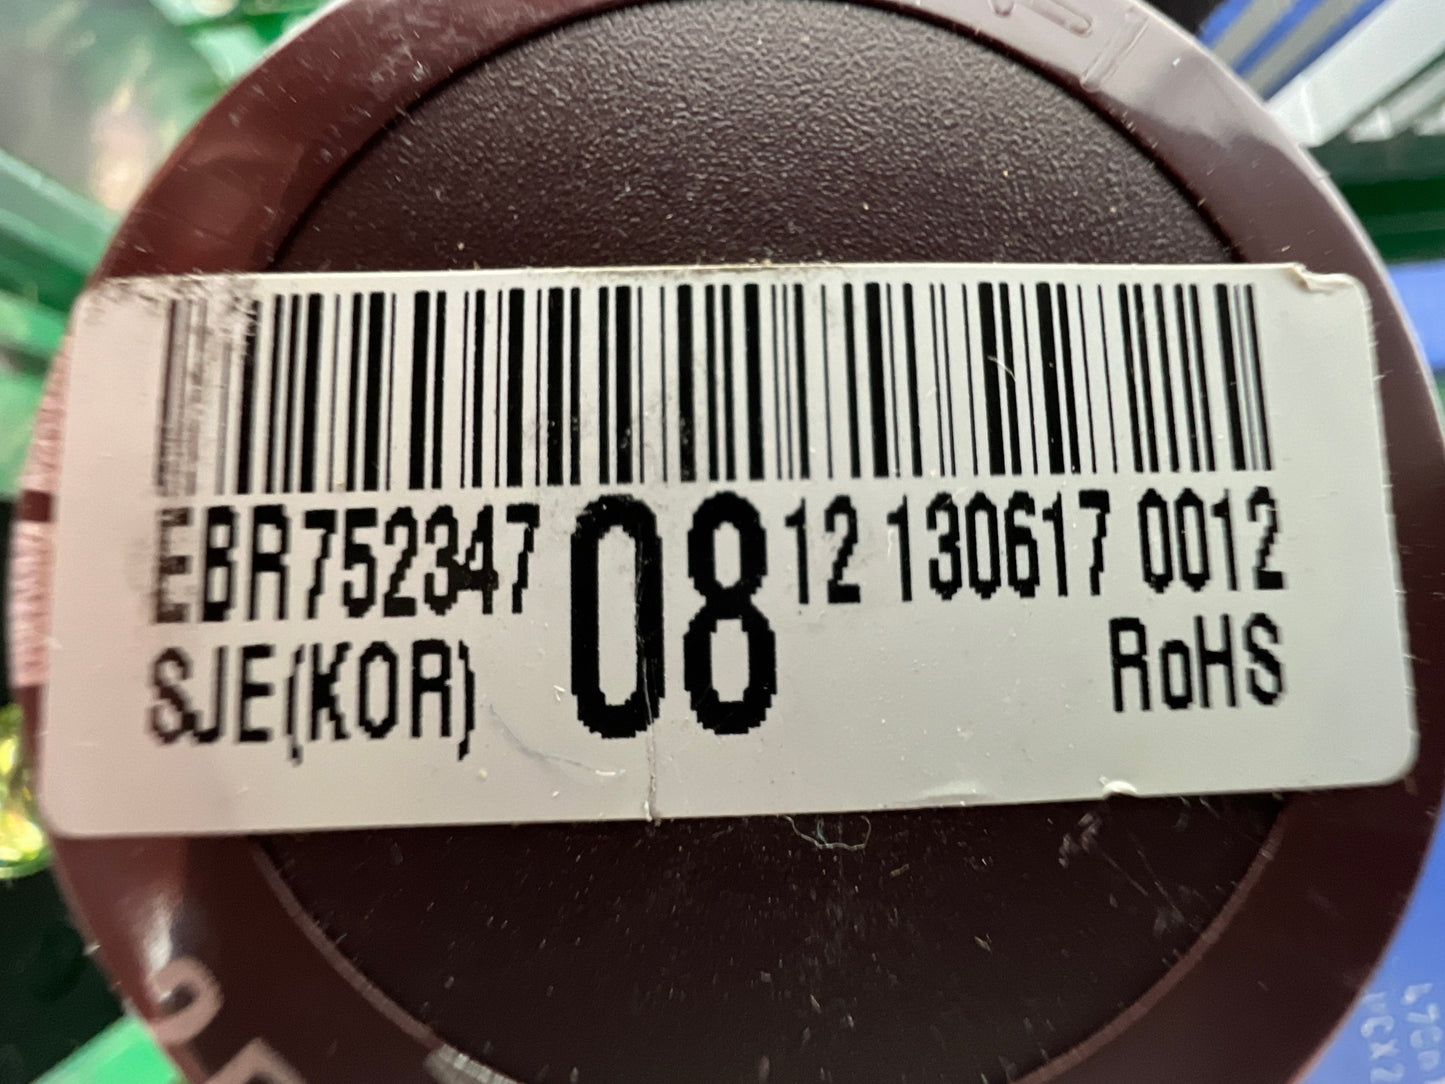 EBR752347 08 12 130617 0012
SJE(KOR) RoHS